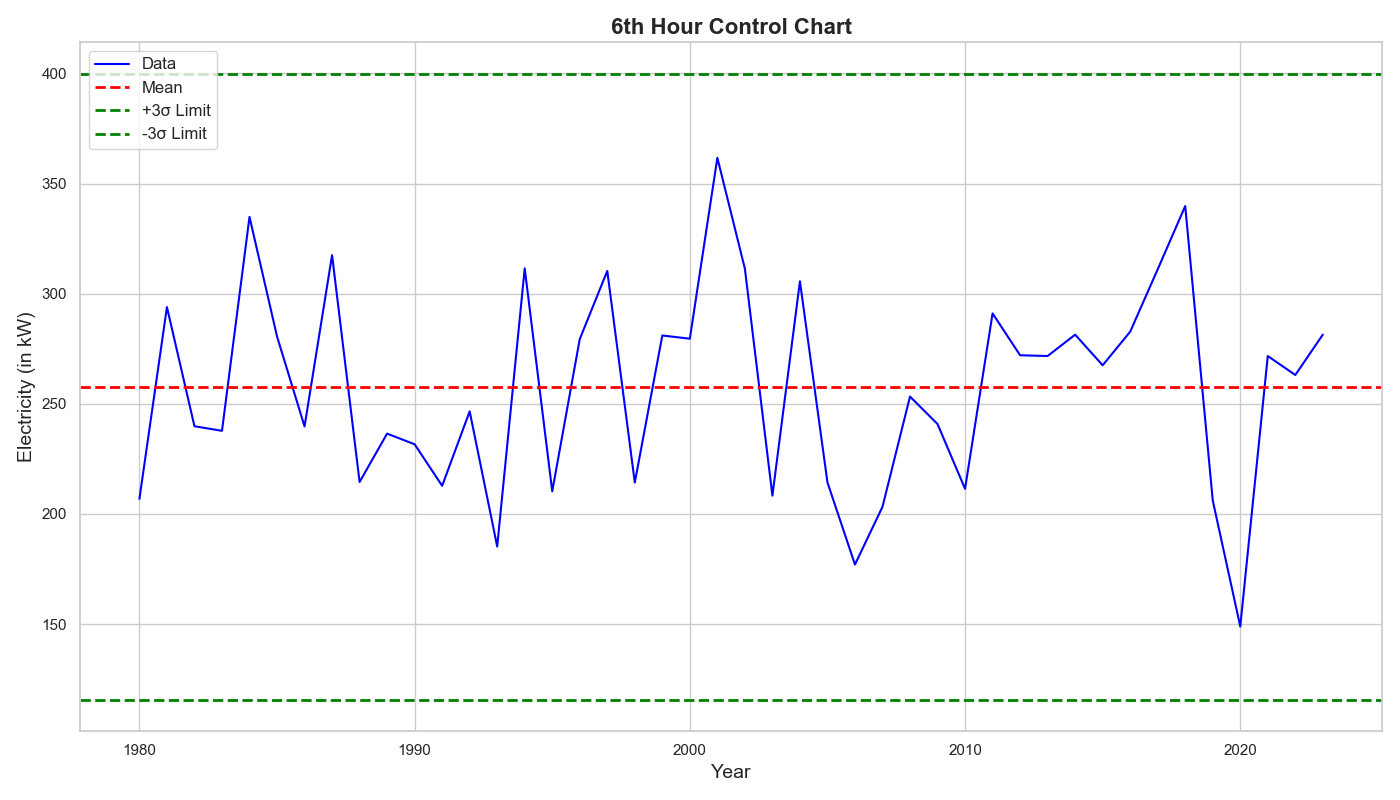 6th Hour Control Chart
Data
Mean
+3σ Limit
-3σ Limit
400
350
300
250
200
150
Electricity (in kW)
1980
1990
2000
2010
2020
Year